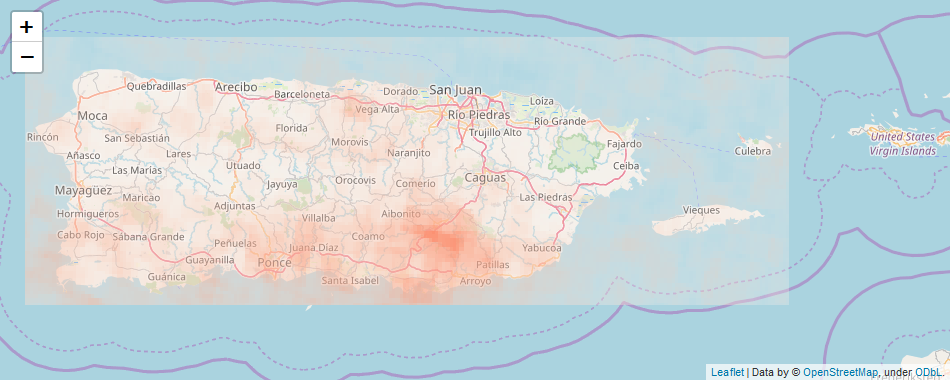 +
−
Quebradillas
Arecibo
Barceloneta
Dorado
San Juan
Loiza
Vega Alta
Río Piedras
Río Grande
Moca
Florida
Trujillo Alto
Rincón
San Sebastián
Morovis
Fajardo
United States
Virgin Islands
Añasco
Lares
Naranjito
Culebra
Las Marías
Utuado
Ceiba
Mayagüez
Jayuya
Orocovis
Comerio
Caguas
Maricao
Las Piedras
Hormigueros
Adjuntas
Villalba
Aibonito
Vieques
Cabo Rojo
Sábana Grande
Peñuelas
Juana Díaz
Coamo
Yabucoa
Guayanilla
Ponce
Patillas
Guánica
Santa Isabel
Arroyo
Leaflet | Data by © OpenStreetMap, under ODbL.